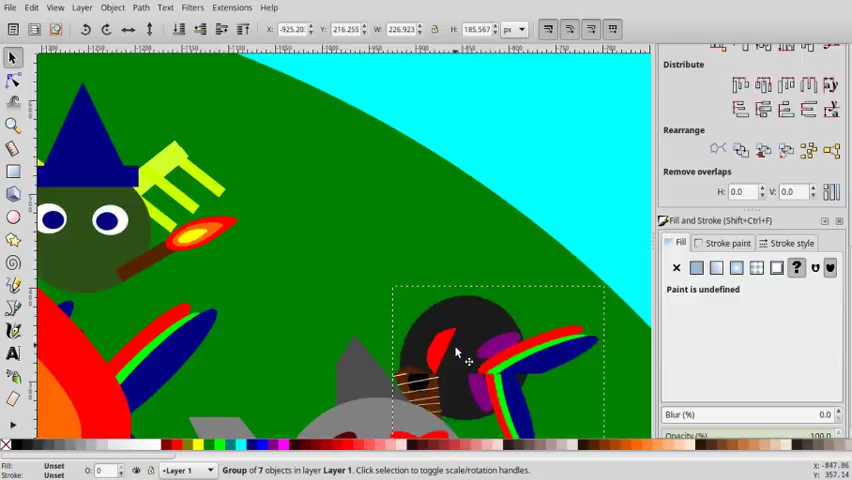 File Edit View Layer Object Path Text Filters Extensions Help
X: -925.20: Y: 216.255 W: 226.923 H: 185.567 px
Distribute
Rearrange
Remove overlaps
H: 0.0 V: 0.0
Fill and Stroke (Shift+Ctrl+F)
Fill Stroke paint Stroke style
Paint is undefined
Blur (%) 0.0
Opacity (%) 100.0
Fill: Unset
Stroke: Unset
O: 0
Layer 1
Group of 7 objects in layer Layer 1. Click selection to toggle scale/rotation handles.
X: -847.86
Y: 357.14